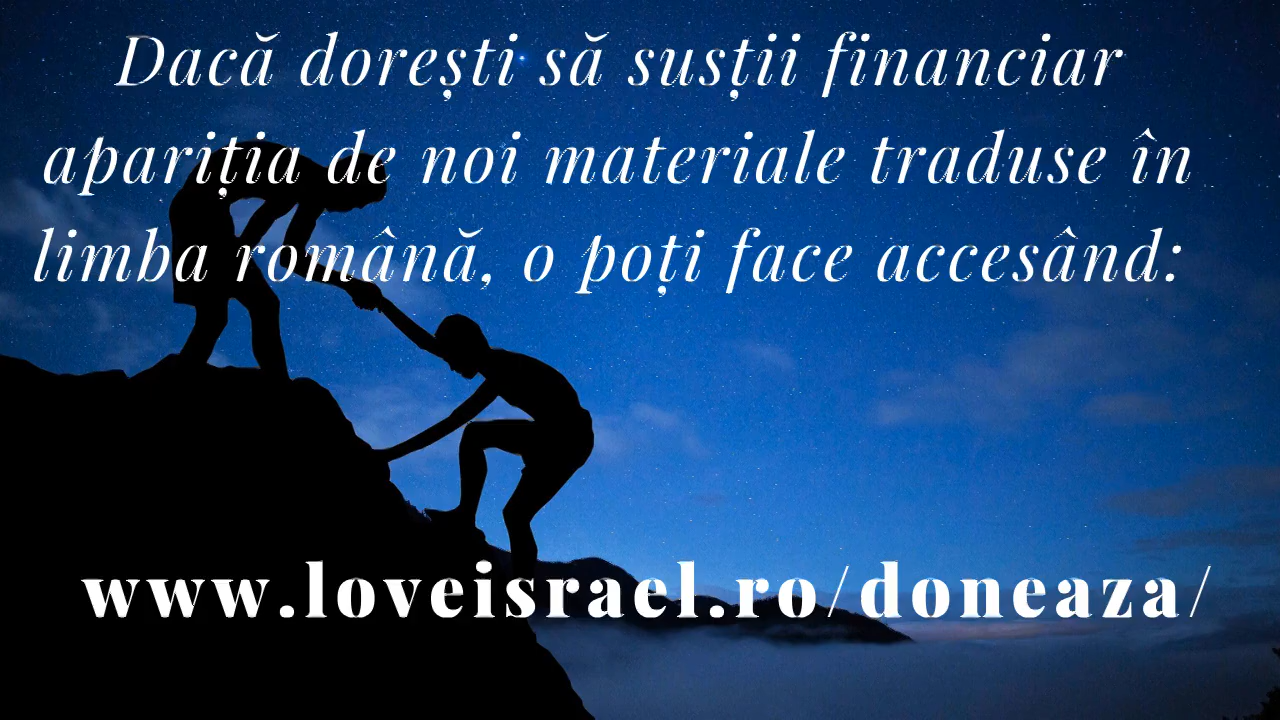 Dacă dorești să susții financiar
apariția de noi materiale traduse în
limba română, o poți face accesând:
www.loveisrael.ro/doneaza/